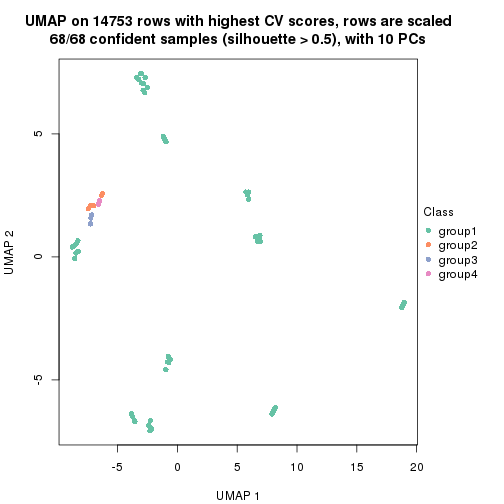 UMAP on 14753 rows with highest CV scores, rows are scaled
68/68 confident samples (silhouette > 0.5), with 10 PCs
5
0
-5
UMAP 2
-5
0
5
10
15
20
UMAP 1
Class
group1
group2
group3
group4